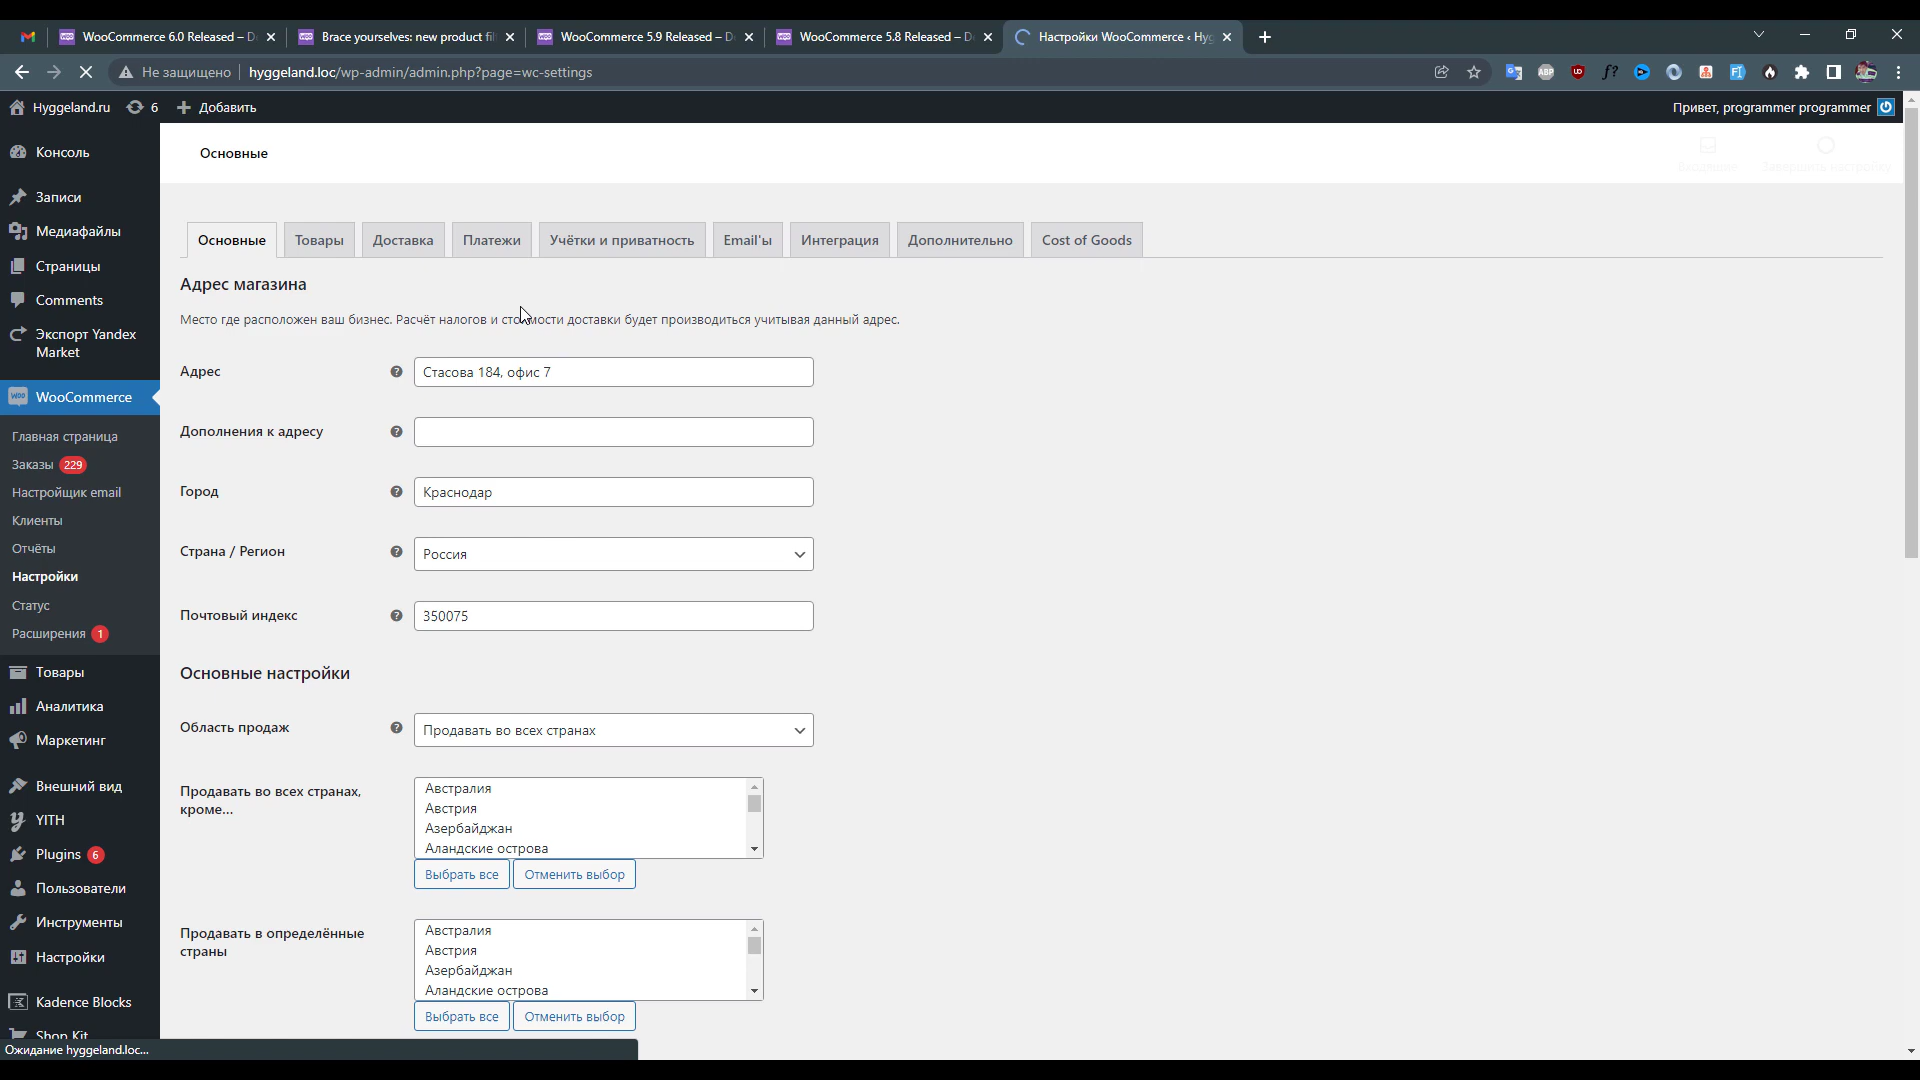 WooCommerce 6.0 Released – D
Brace yourselves: new product fil
WooCommerce 5.9 Released – D
WooCommerce 5.8 Released – D
Настройки WooCommerce ‹ Hyg
Не защищено
hyggeland.loc/wp-admin/admin.php?page=wc-settings
Hyggeland.ru
6
Добавить
Привет, programmer programmer
Консоль
Записи
Медиафайлы
Страницы
Comments
Экспорт Yandex
Market
WooCommerce
Главная страница
Заказы 229
Настройщик email
Клиенты
Отчёты
Настройки
Статус
Расширения 1
Товары
Аналитика
Маркетинг
Внешний вид
YITH
Plugins 6
Пользователи
Инструменты
Настройки
Kadence Blocks
Shop Kit
Ожидание hyggeland.loc...
Основные
Основные
Товары
Доставка
Платежи
Учётки и приватность
Email'ы
Интеграция
Дополнительно
Cost of Goods
Адрес магазина
Место где расположен ваш бизнес. Расчёт налогов и стоимости доставки будет производиться учитывая данный адрес.
Адрес
Стасова 184, офис 7
Дополнения к адресу
Город
Краснодар
Страна / Регион
Россия
Почтовый индекс
350075
Основные настройки
Область продаж
Продавать во всех странах
Продавать во всех странах,
кроме...
Австралия
Австрия
Азербайджан
Аландские острова
Выбрать все
Отменить выбор
Продавать в определённые
страны
Австралия
Австрия
Азербайджан
Аландские острова
Выбрать все
Отменить выбор